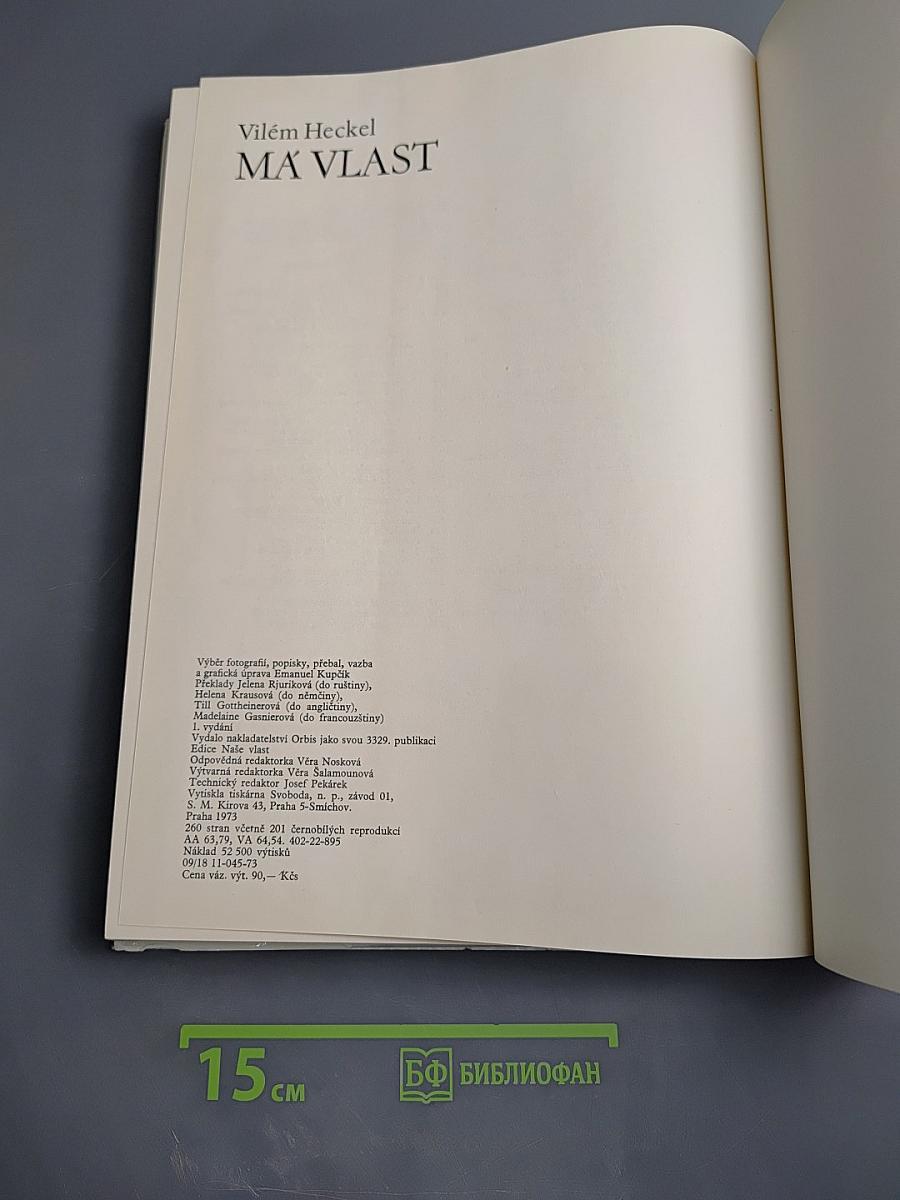 Vilém Heckel
MÁ VLAST
Výběr fotografií, popisky, přebal, vazba
a grafická úprava Emanuel Kupčík
Překlady Jelena Rjuriková (do ruštiny),
Helena Krausová (do němčiny),
Till Gottheinerová (do angličtiny),
Madelaine Gasnierová (do francouzštiny)
1. vydání
Vydalo nakladatelství Orbis jako svou 3329. publikaci
Edice Naše vlast
Odpovědná redaktorka Věra Nosková
Výtvarná redaktorka Věra Šalamounová
Technický redaktor Josef Pekárek
Vytiskla tiskárna Svoboda, n. p., závod 01,
S. M. Kirova 43, Praha 5-Smíchov.
Praha 1973
260 stran včetně 201 černobílých reprodukcí
AA 63,79, VA 64,54. 402-22-895
Náklad 52 500 výtisků
09/18 11-045-73
Cena váz. výt. 90,— Kčs
15 см
БФ БИБЛИОФАН